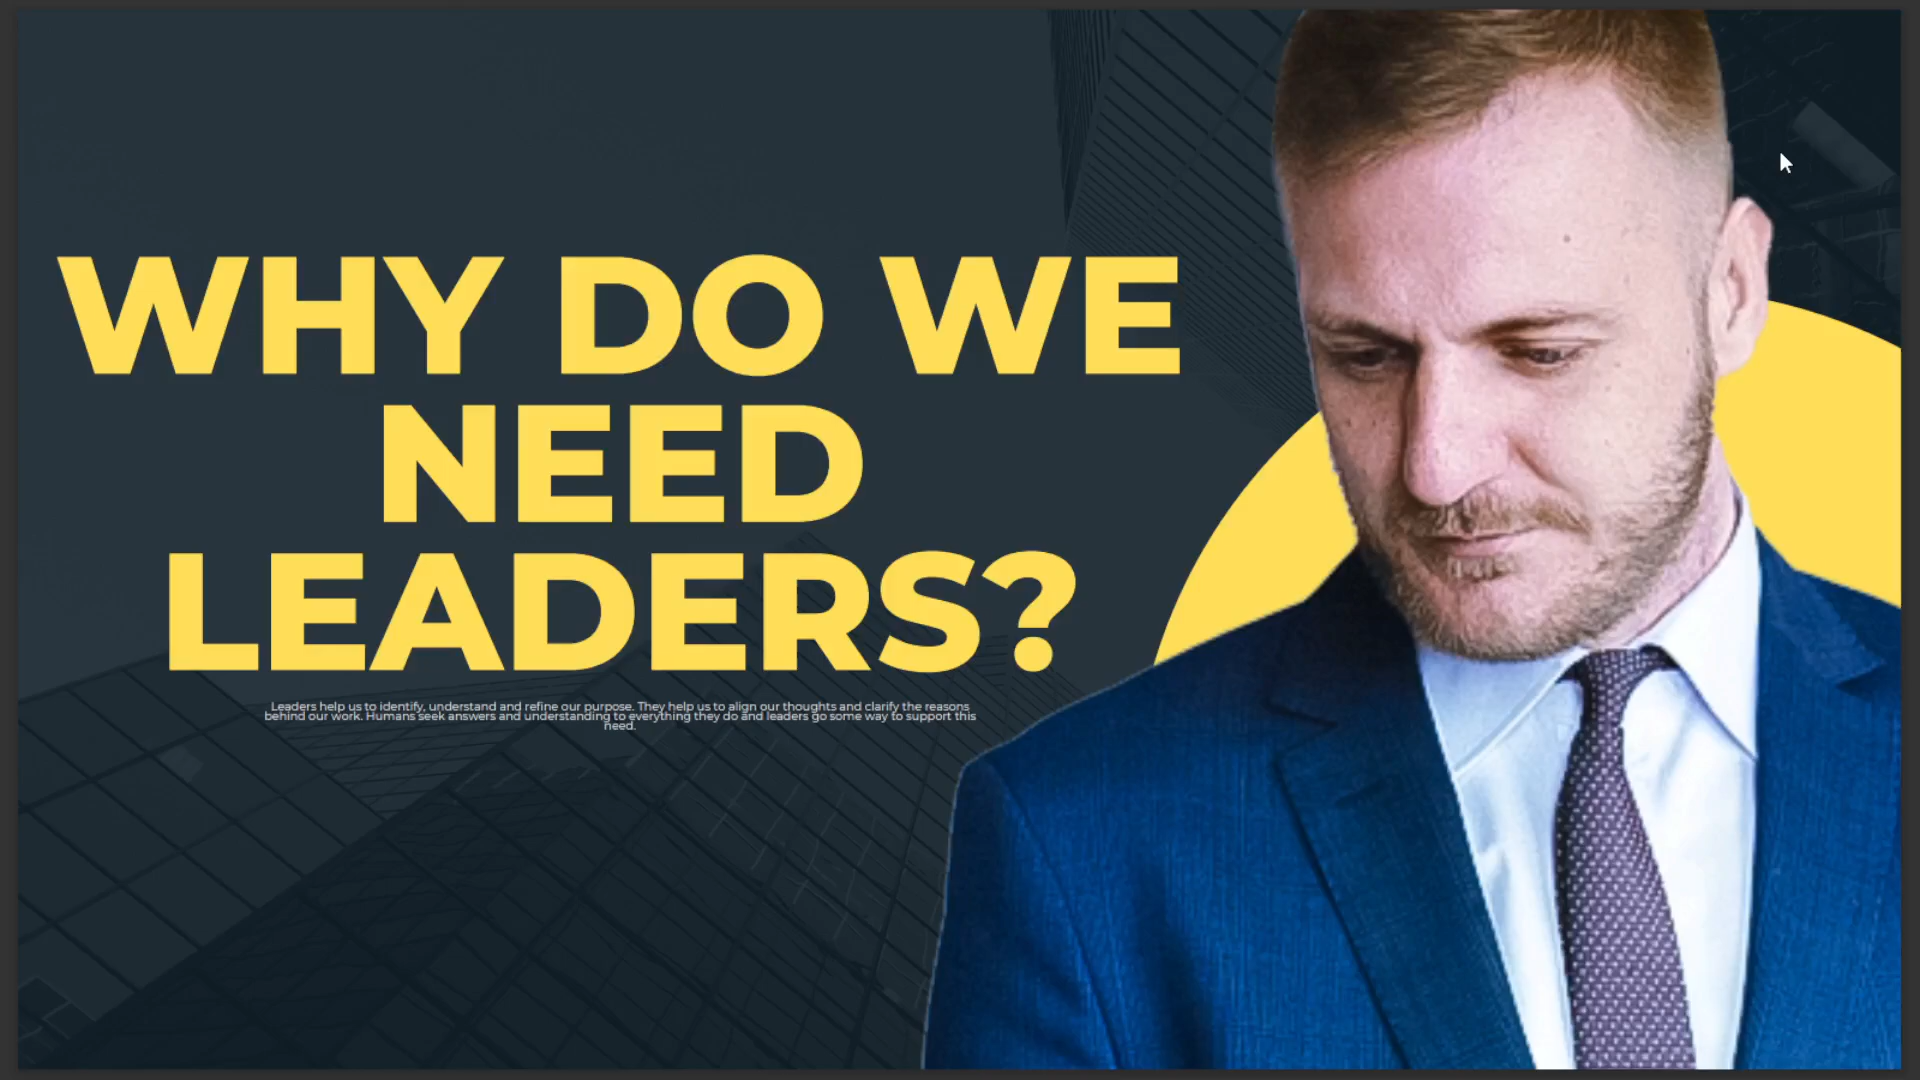 WHY DO WE
NEED
LEADERS?
Leaders help us to identify, understand and refine our purpose. They help us to align our thoughts and clarify the reasons
behind our work. Humans seek answers and understanding to everything they do and leaders go some way to support this
need.